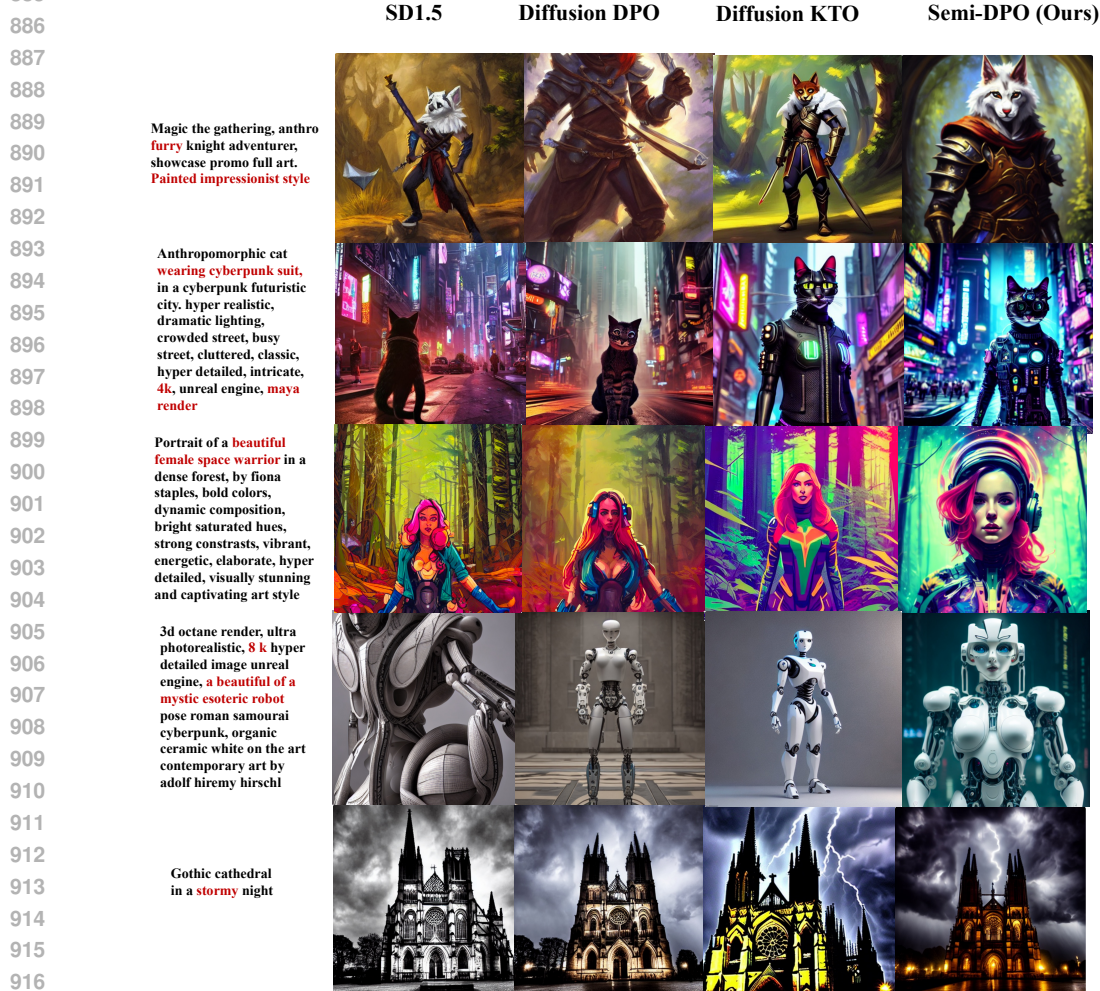 SD1.5 Diffusion DPO Diffusion KTO Semi-DPO (Ours)
886
887
888
889
Magic the gathering, anthro
890
furry knight adventurer,
showcase promo full art.
891
Painted impressionist style
892
893
Anthropomorphic cat
894
wearing cyberpunk suit,
in a cyberpunk futuristic
895
city. hyper realistic,
dramatic lighting,
896
crowded street, busy
street, cluttered, classic,
897
hyper detailed, intricate,
4k, unreal engine, maya
898
render
899
Portrait of a beautiful
900
female space warrior in a
dense forest, by fiona
901
staples, bold colors,
dynamic composition,
902
bright saturated hues,
strong constrasts, vibrant,
903
energetic, elaborate, hyper
detailed, visually stunning
904
and captivating art style
905
3d octane render, ultra
906
photorealistic, 8 k hyper
detailed image unreal
907
engine, a beautiful of a
mystic esoteric robot
908
pose roman samourai
cyberpunk, organic
909
ceramic white on the art
contemporary art by
910
adolf hiremy hirschl
911
912
Gothic cathedral
913
in a stormy night
914
915
916